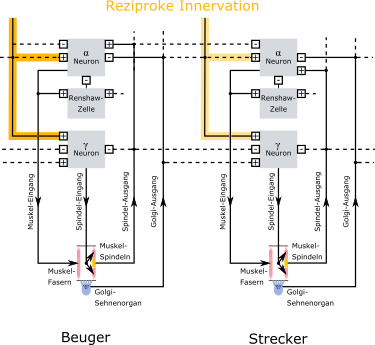 Reziproke Innervation
α
Neuron
Renshaw-
Zelle
γ
Neuron
Muskel-Eingang
Spindel-Eingang
Spindel-Ausgang
Golgi-Ausgang
Muskel-
Spindeln
Muskel-
Fasern
Golgi-
Sehnenorgan
Beuger
α
Neuron
Renshaw-
Zelle
γ
Neuron
Muskel-Eingang
Spindel-Eingang
Spindel-Ausgang
Golgi-Ausgang
Muskel-
Spindeln
Muskel-
Fasern
Golgi-
Sehnenorgan
Strecker